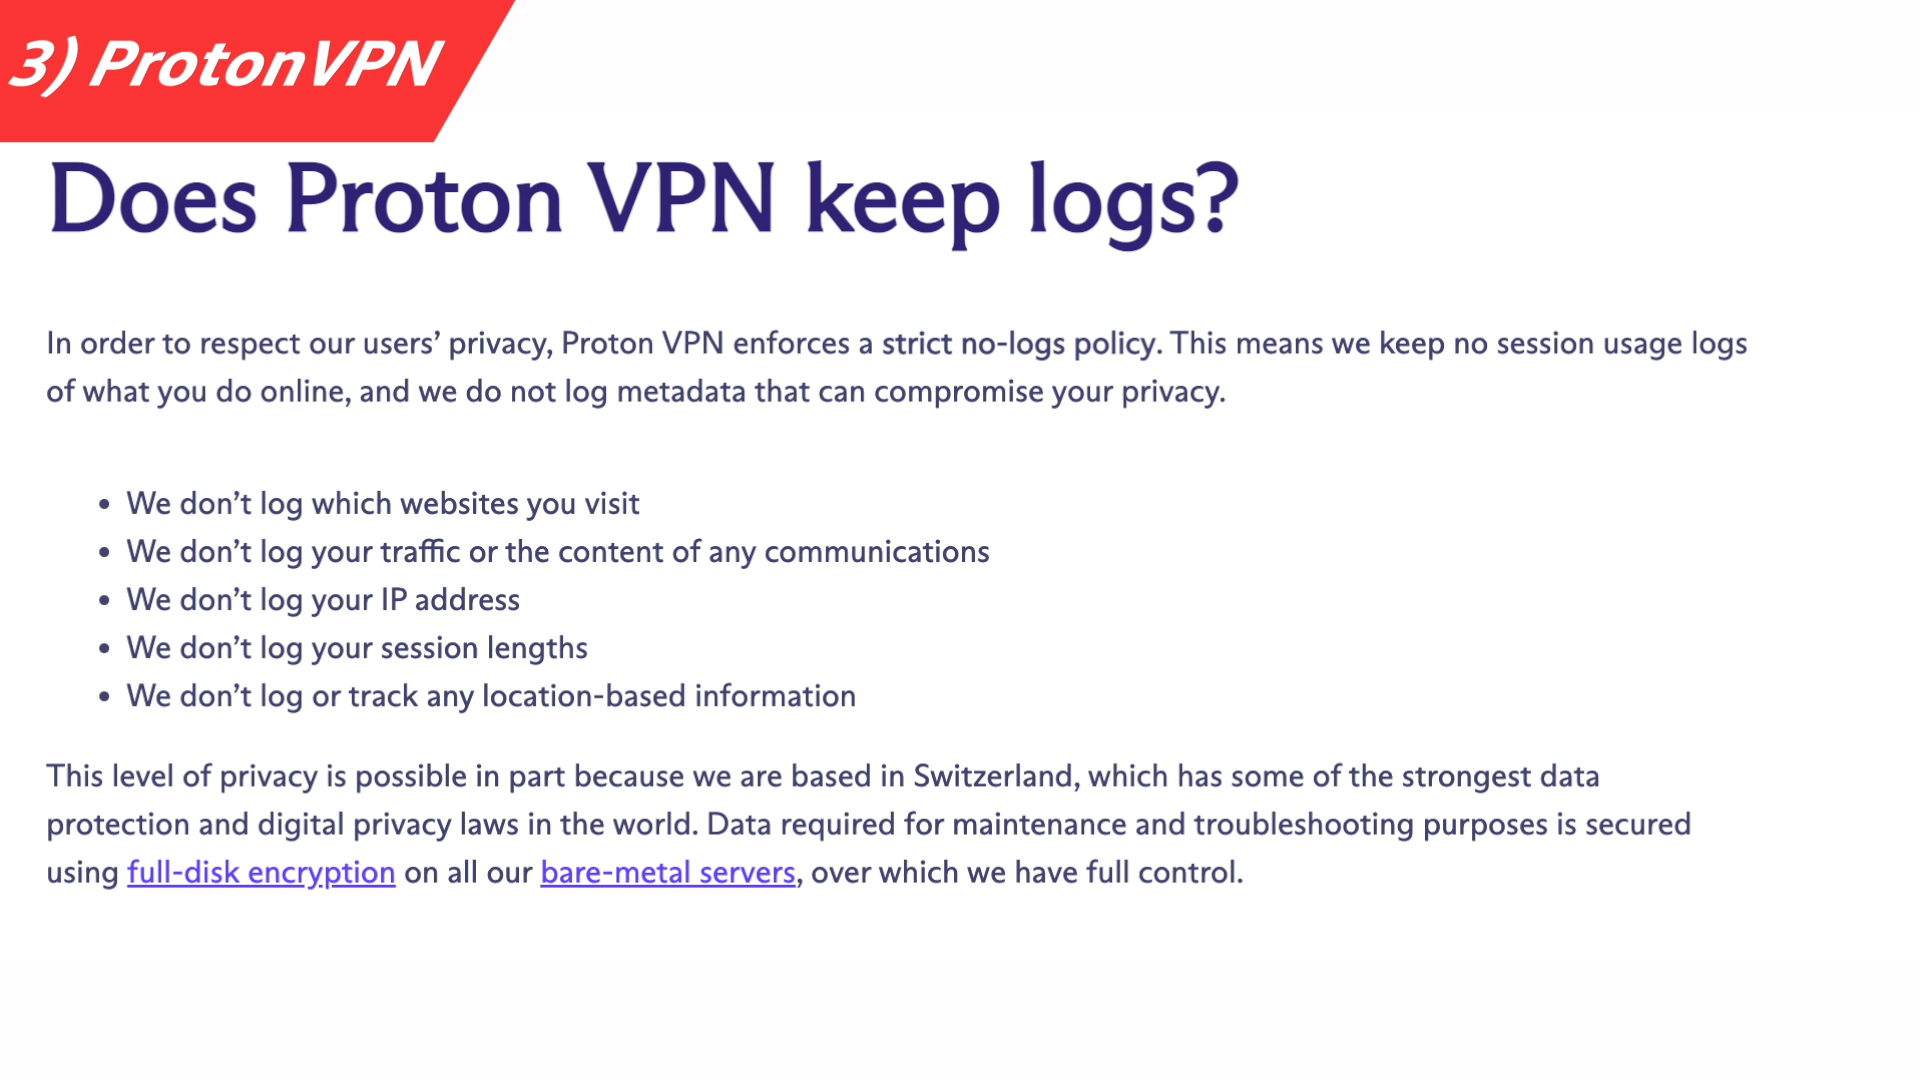 3) ProtonVPN
Does Proton VPN keep logs?
In order to respect our users’ privacy, Proton VPN enforces a strict no-logs policy. This means we keep no session usage logs
of what you do online, and we do not log metadata that can compromise your privacy.
• We don’t log which websites you visit
• We don’t log your traffic or the content of any communications
• We don’t log your IP address
• We don’t log your session lengths
• We don’t log or track any location-based information
This level of privacy is possible in part because we are based in Switzerland, which has some of the strongest data
protection and digital privacy laws in the world. Data required for maintenance and troubleshooting purposes is secured
using full-disk encryption on all our bare-metal servers, over which we have full control.